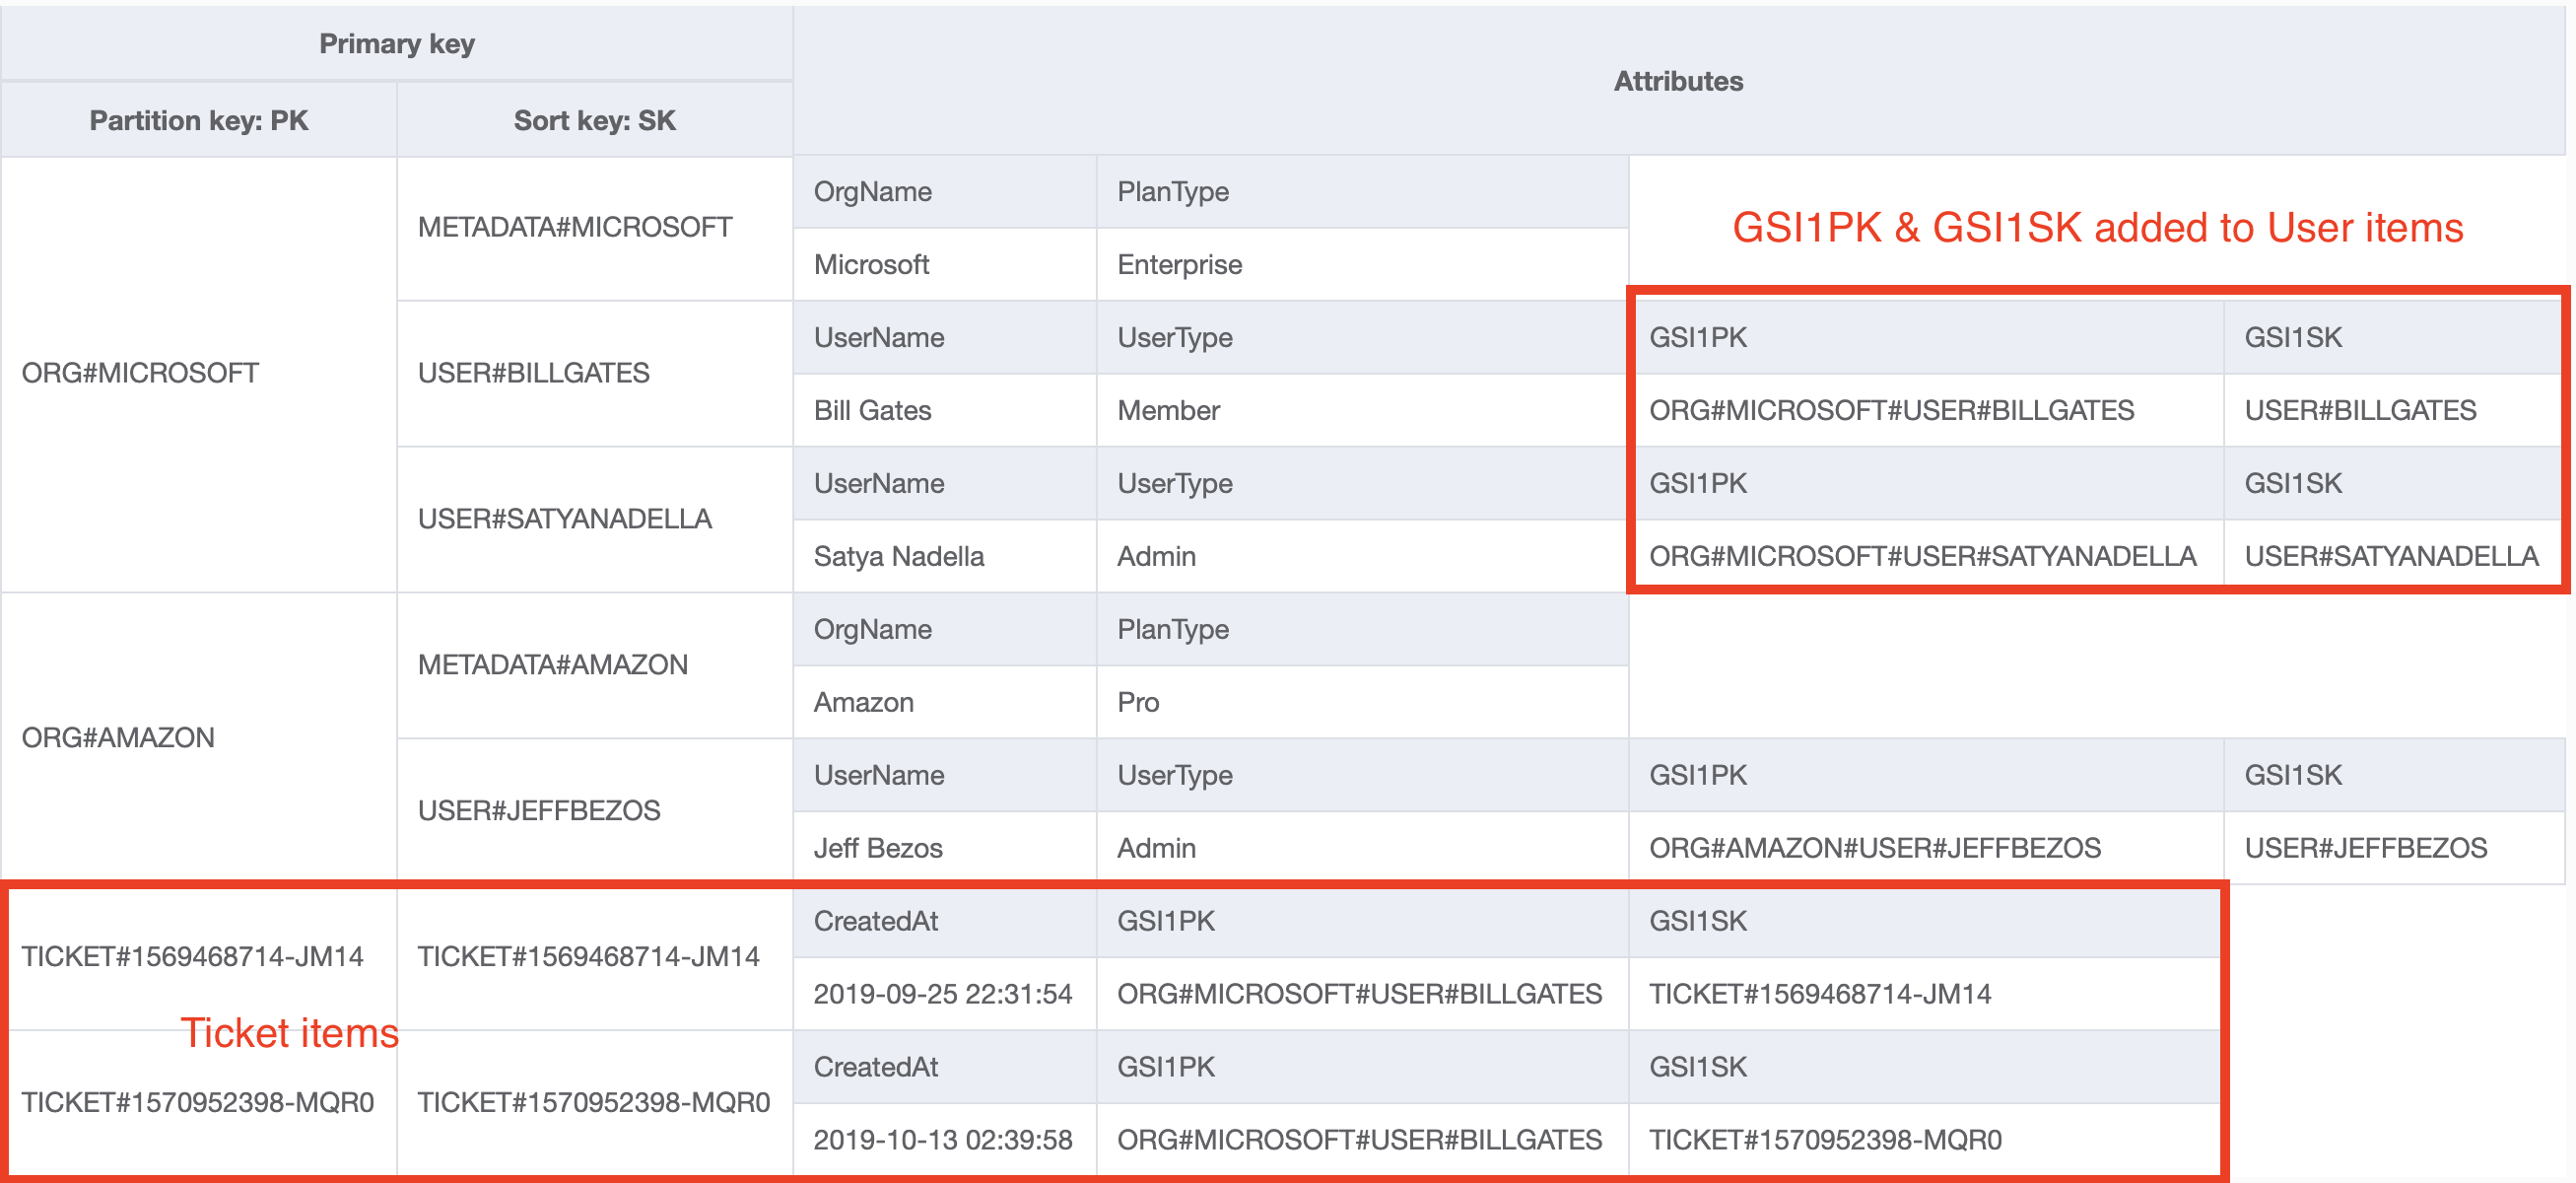 Primary key
Attributes
Partition key: PK
Sort key: SK
ORG#MICROSOFT
METADATA#MICROSOFT
OrgName
PlanType
Microsoft
Enterprise
GSI1PK & GSI1SK added to User items
USER#BILLGATES
UserName
UserType
GSI1PK
GSI1SK
Bill Gates
Member
ORG#MICROSOFT#USER#BILLGATES
USER#BILLGATES
USER#SATYANADELLA
UserName
UserType
GSI1PK
GSI1SK
Satya Nadella
Admin
ORG#MICROSOFT#USER#SATYANADELLA
USER#SATYANADELLA
ORG#AMAZON
METADATA#AMAZON
OrgName
PlanType
Amazon
Pro
USER#JEFFBEZOS
UserName
UserType
GSI1PK
GSI1SK
Jeff Bezos
Admin
ORG#AMAZON#USER#JEFFBEZOS
USER#JEFFBEZOS
TICKET#1569468714-JM14
TICKET#1569468714-JM14
CreatedAt
GSI1PK
GSI1SK
2019-09-25 22:31:54
ORG#MICROSOFT#USER#BILLGATES
TICKET#1569468714-JM14
Ticket items
TICKET#1570952398-MQR0
TICKET#1570952398-MQR0
CreatedAt
GSI1PK
GSI1SK
2019-10-13 02:39:58
ORG#MICROSOFT#USER#BILLGATES
TICKET#1570952398-MQR0